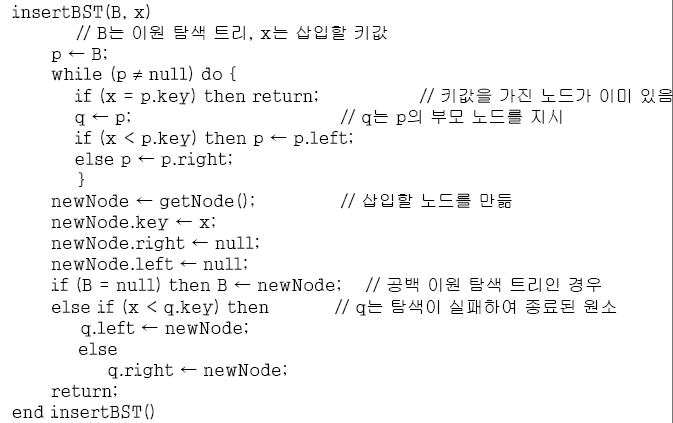 insertBST(B, x)
// B는 이원 탐색 트리, x는 삽입할 키값
p ← B;
while (p ≠ null) do {
if (x = p.key) then return; // 키값을 가진 노드가 이미 있음
q ← p; // q는 p의 부모 노드를 지시
if (x < p.key) then p ← p.left;
else p ← p.right;
}
newNode ← getNode(); // 삽입할 노드를 만듦
newNode.key ← x;
newNode.right ← null;
newNode.left ← null;
if (B = null) then B ← newNode; // 공백 이원 탐색 트리인 경우
else if (x < q.key) then // q는 탐색이 실패하여 종료된 원소
q.left ← newNode;
else
q.right ← newNode;
return;
end insertBST()